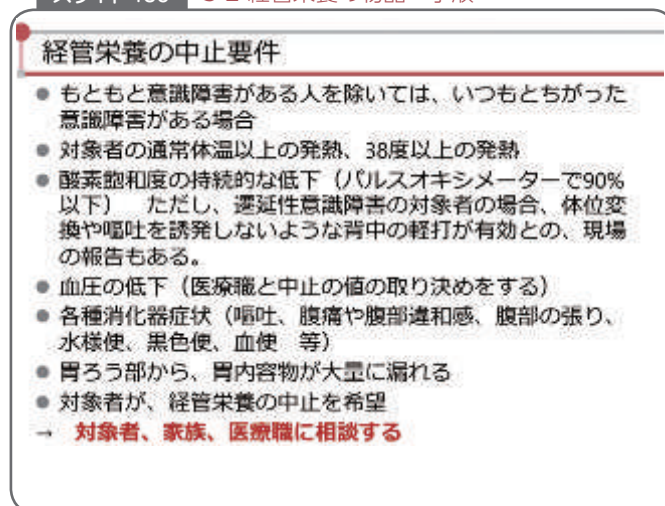 経管栄養の中止要件
● もともと意識障害がある人を除いては、いつもとちがった
意識障害がある場合
● 対象者の通常体温以上の発熱、38度以上の発熱
● 酸素飽和度の持続的な低下（パルスオキシメーターで90%
以下）　ただし、遷延性意識障害の対象者の場合、体位変
換や嘔吐を誘発しないような背中の軽打が有効との、現場
の報告もある。
● 血圧の低下（医療職と中止の値の取り決めをする）
● 各種消化器症状（嘔吐、腹痛や腹部違和感、腹部の張り、
水様便、黒色便、血便　等）
● 胃ろう部から、胃内容物が大量に漏れる
● 対象者が、経管栄養の中止を希望
→ 対象者、家族、医療職に相談する